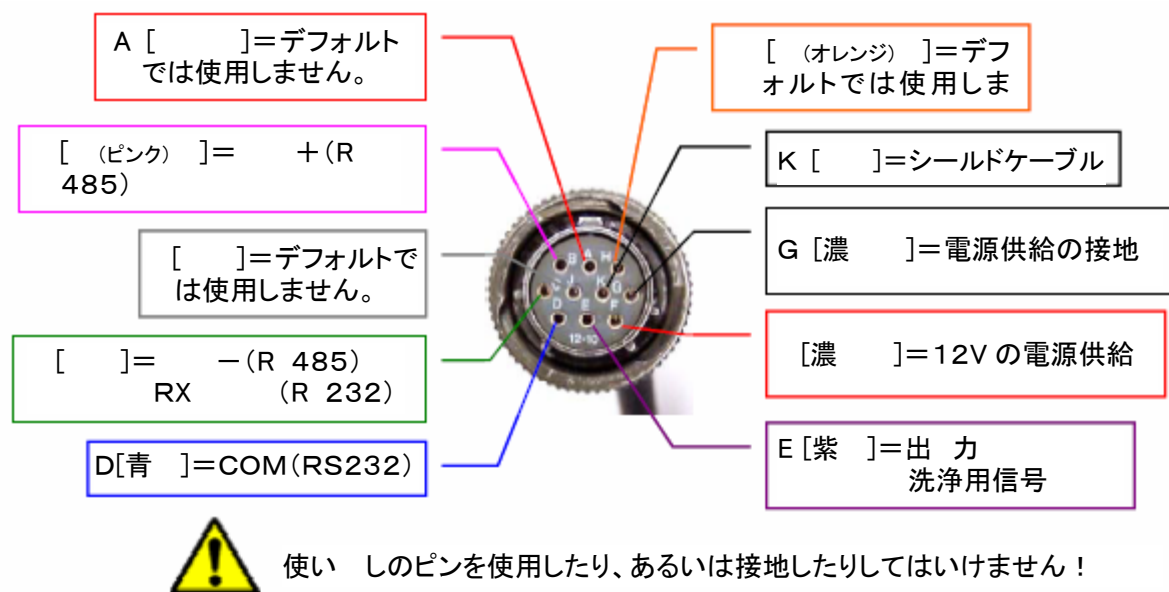 A [　　　]=デフォルト
では使用しません。
[　(オレンジ)　]=デフ
ォルトでは使用しま
[　(ピンク)　]=　　+(R
485)
K [　　]=シールドケーブル
[　　]=デフォルトで
は使用しません。
G [濃　　]=電源供給の接地
B A H
J K G
C
D E F
12-10
[　　]=　　-(R 485)
RX　　(R 232)
[濃　　]=12V の電源供給
D[青　]=COM(RS232)
E [紫　]=出　力
洗浄用信号
使い　しのピンを使用したり、あるいは接地したりしてはいけません!